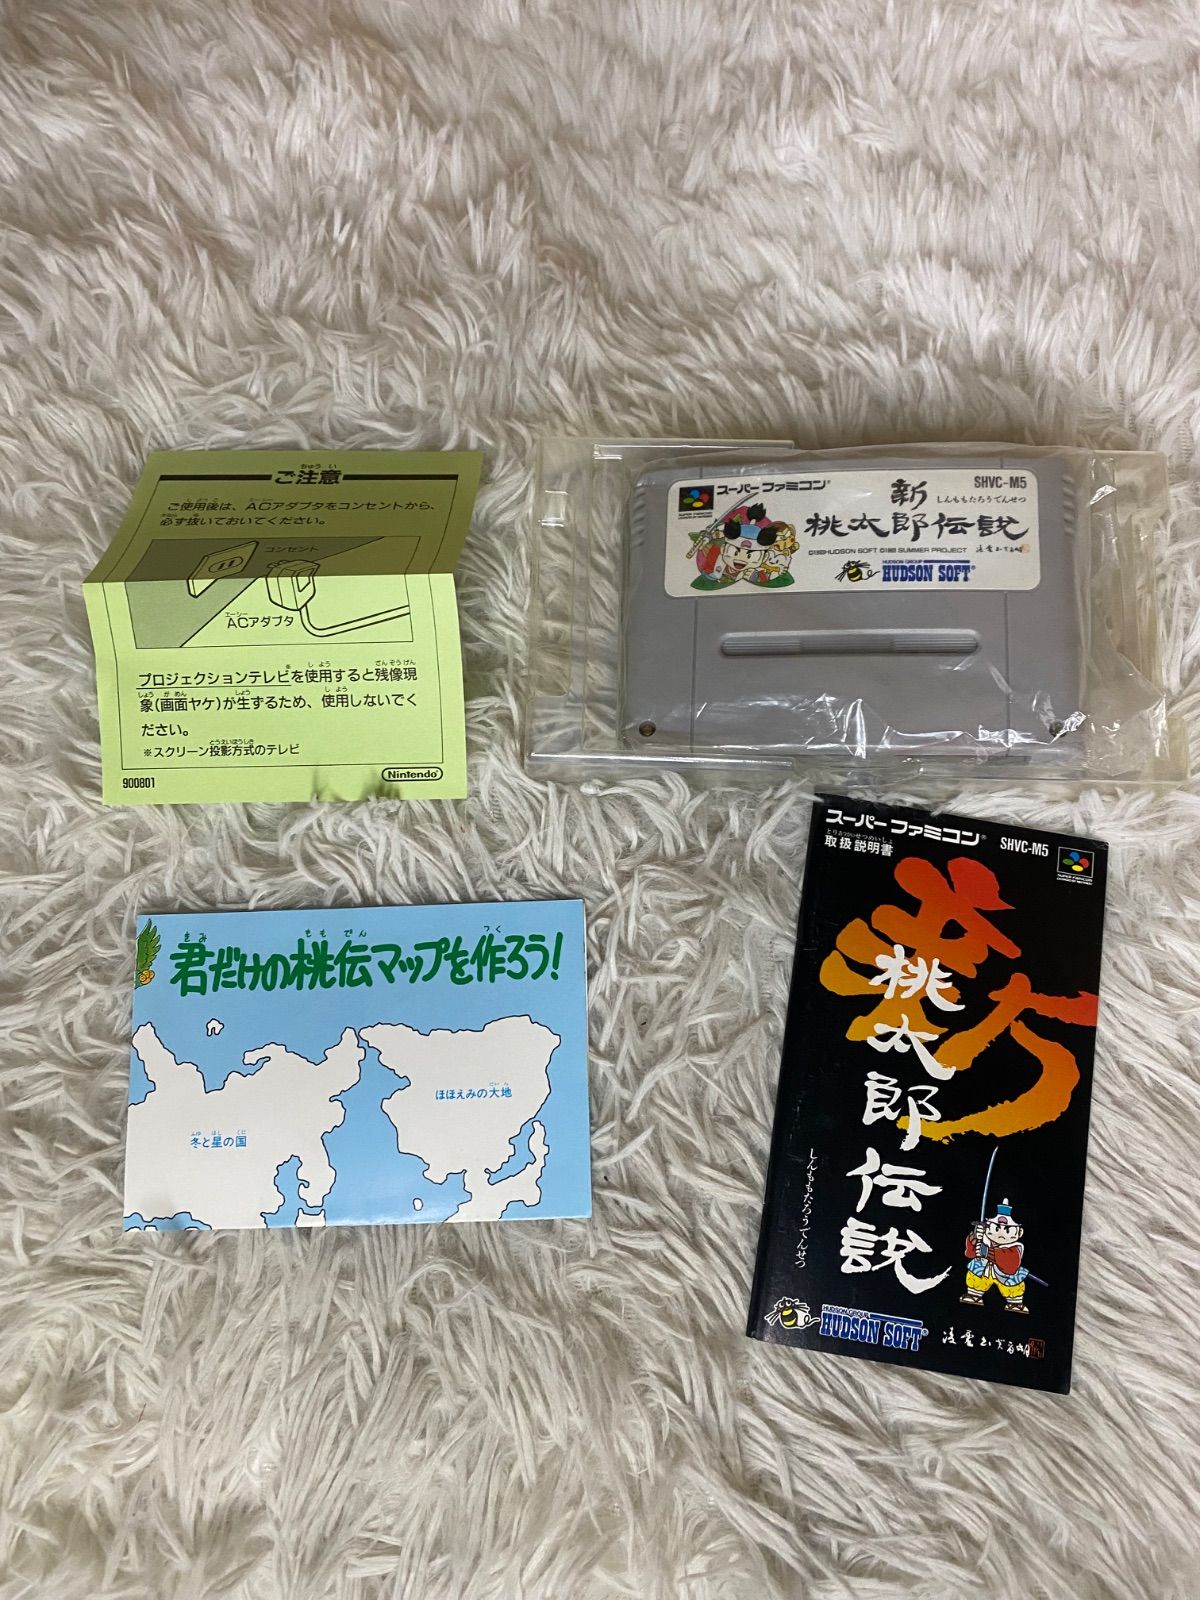 ご注意
ご使用後は、ACアダプタをコンセントから、
必ず抜いておいてください。
コンセント
ACアダプタ
プロジェクションテレビを使用すると残像現
象(画面ヤケ)が生ずるため、使用しないでく
ださい。
※スクリーン投影方式のテレビ
900801
Nintendo
スーパーファミコン
SHVC-M5
新
しんももたろうでんせつ
桃太郎伝説
©1993HUDSON SOFT ©1993 SUMMER PROJECT
HUDSON GROUP
HUDSON SOFT
君だけの桃伝マップを作ろう!
ほほえみの大地
冬と星の国
スーパーファミコン
取扱説明書
SHVC-M5
新
桃太郎伝説
しんももたろうでんせつ
HUDSON GROUP
HUDSON SOFT